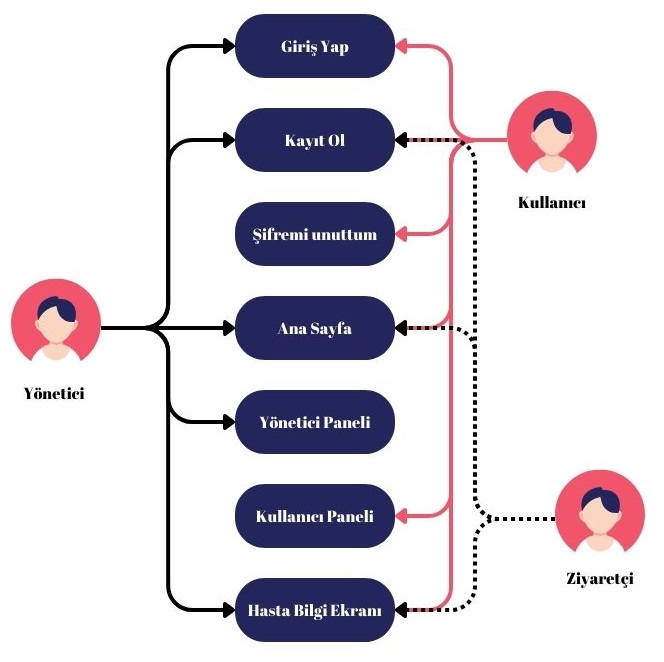 Giriş Yap
Kayıt Ol
Kullanıcı
Şifremi unuttum
Ana Sayfa
Yönetici
Yönetici Paneli
Kullanıcı Paneli
Ziyaretçi
Hasta Bilgi Ekranı